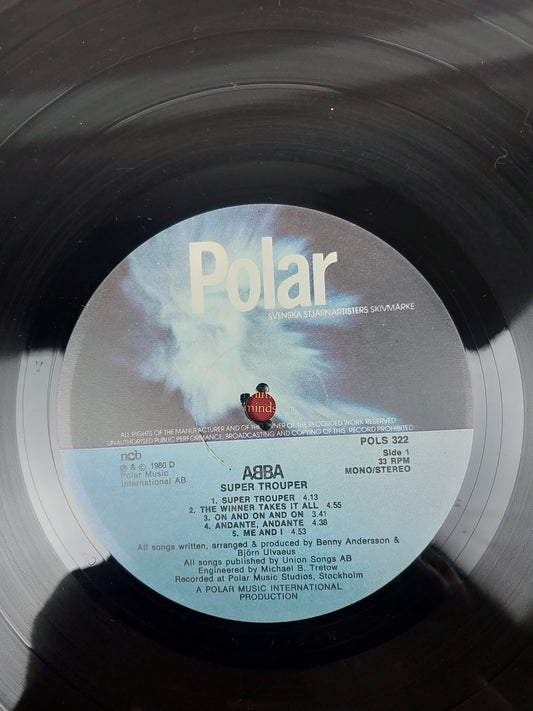 Polar
SVENSKA STJÄRNARTISTERS SKIVMÄRKE
minds
ALL RIGHTS OF THE MANUFACTURER AND OF THE OWNER OF THE RECORDED WORK RESERVED
UNAUTHORISED PUBLIC PERFORMANCE, BROADCASTING AND COPYING OF THIS RECORD PROHIBITED
ncb
℗ & © 1980 D
Polar Music
International AB
POLS 322
Side 1
33 RPM
MONO/STEREO
ABBA
SUPER TROUPER
1. SUPER TROUPER 4.13
2. THE WINNER TAKES IT ALL 4.55
3. ON AND ON AND ON 3.41
4. ANDANTE, ANDANTE 4.38
5. ME AND I 4.53
All songs written, arranged & produced by Benny Andersson &
Björn Ulvaeus
All songs published by Union Songs AB
Engineered by Michael B. Tretow
Recorded at Polar Music Studios, Stockholm
A POLAR MUSIC INTERNATIONAL
PRODUCTION